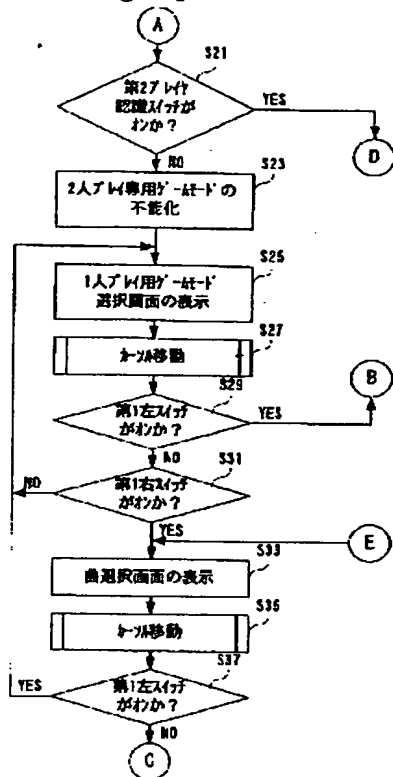 A
S21
第2プレイヤ
認識スイッチが
オンか？
YES
D
NO
S23
2人プレイ専用ゲームモードの
不能化
S25
1人プレイ用ゲームモード
選択画面の表示
S27
カーソル移動
S29
第1左スイッチ
がオンか？
YES
B
NO
S31
第1右スイッチ
がオンか？
NO
YES
E
S33
曲選択画面の表示
S35
カーソル移動
S37
第1左スイッチ
がオンか？
YES
NO
C